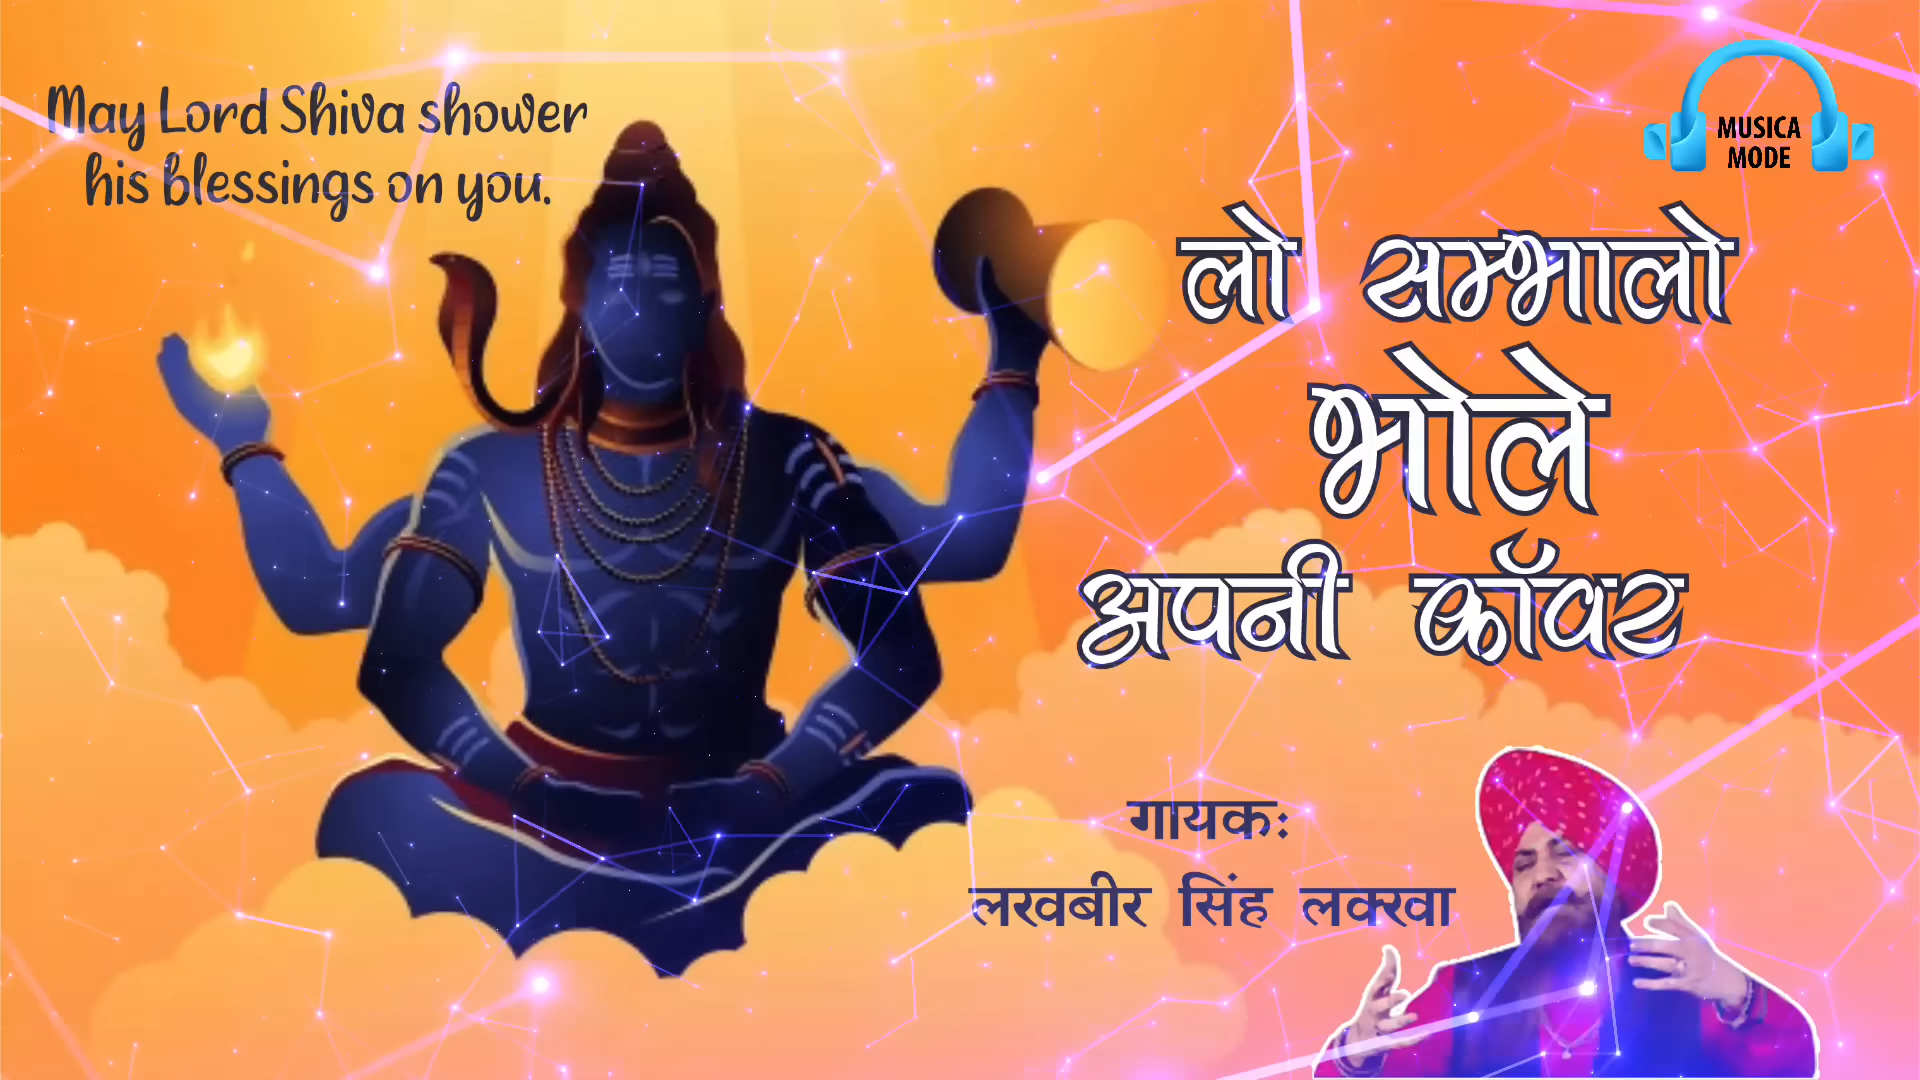 May Lord Shiva shower
his blessings on you.
MUSICA
MODE
लो सम्भालो
भोले
अपनी कॉवर
गायकः
लखबीर सिंह लक्खा